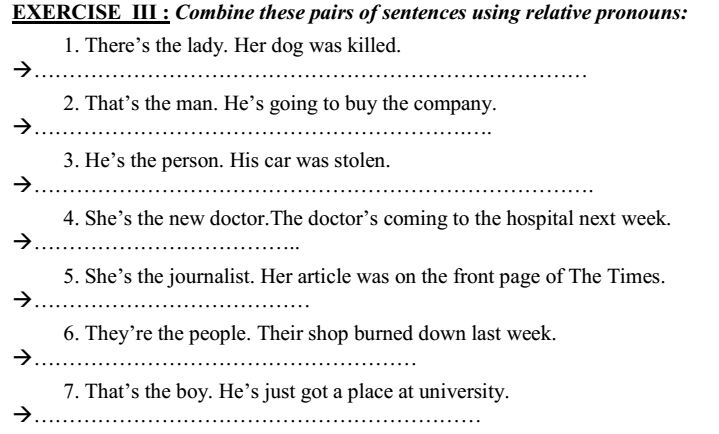 EXERCISE III : Combine these pairs of sentences using relative pronouns:
1. There’s the lady. Her dog was killed.
→……………………………………………………………………
2. That’s the man. He’s going to buy the company.
→…………………………………………………….….
3. He’s the person. His car was stolen.
→…………………………………………………………………….
4. She’s the new doctor.The doctor’s coming to the hospital next week.
→……………………………..
5. She’s the journalist. Her article was on the front page of The Times.
→………………………………
6. They’re the people. Their shop burned down last week.
→……………………………………………
7. That’s the boy. He’s just got a place at university.
→……………………………………………………